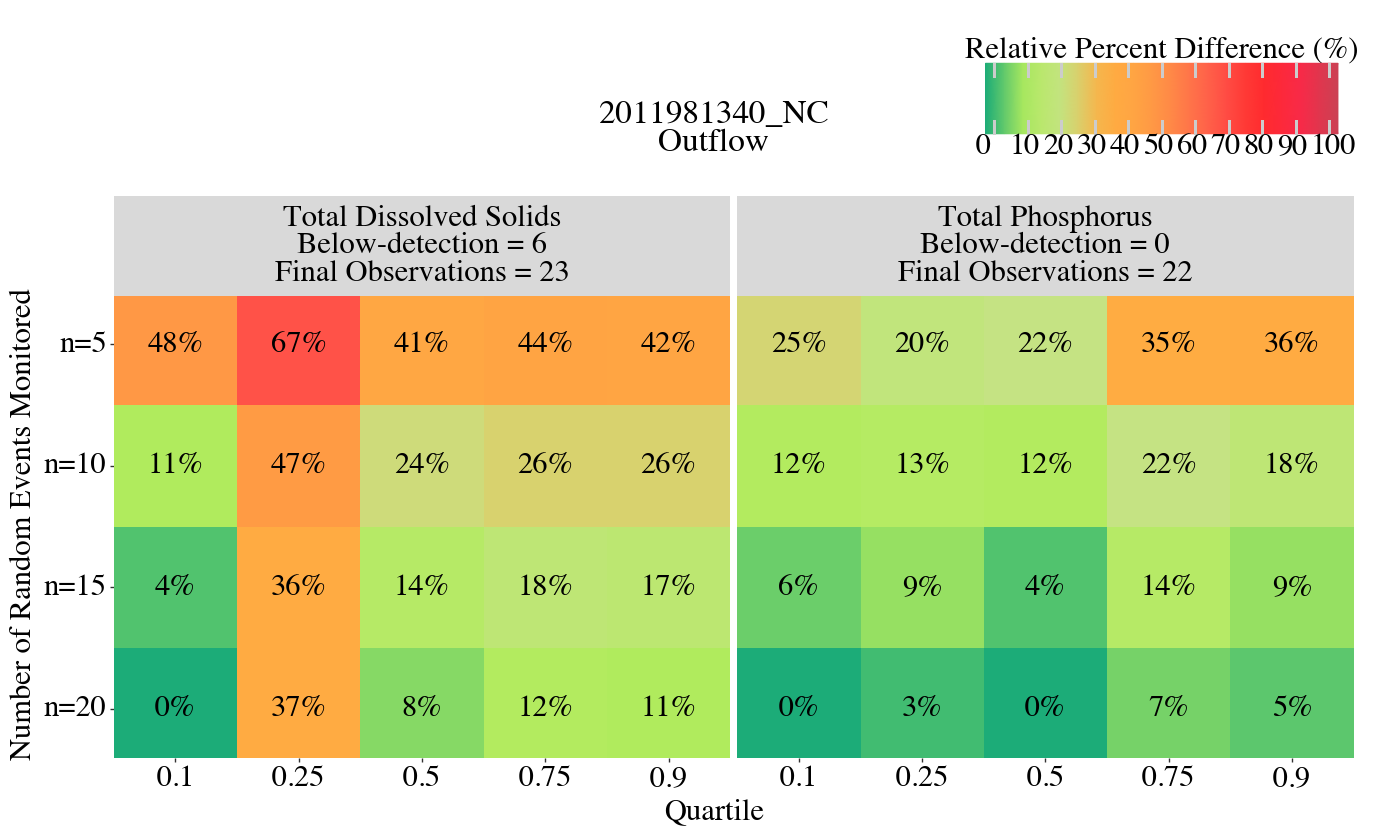 Relative Percent Difference (%)
0 10 20 30 40 50 60 70 80 90 100
2011981340_NC
Outflow
Total Dissolved Solids
Below-detection = 6
Final Observations = 23
Total Phosphorus
Below-detection = 0
Final Observations = 22
Number of Random Events Monitored
n=5 48% 67% 41% 44% 42% 25% 20% 22% 35% 36%
n=10 11% 47% 24% 26% 26% 12% 13% 12% 22% 18%
n=15 4% 36% 14% 18% 17% 6% 9% 4% 14% 9%
n=20 0% 37% 8% 12% 11% 0% 3% 0% 7% 5%
0.1 0.25 0.5 0.75 0.9 0.1 0.25 0.5 0.75 0.9
Quartile